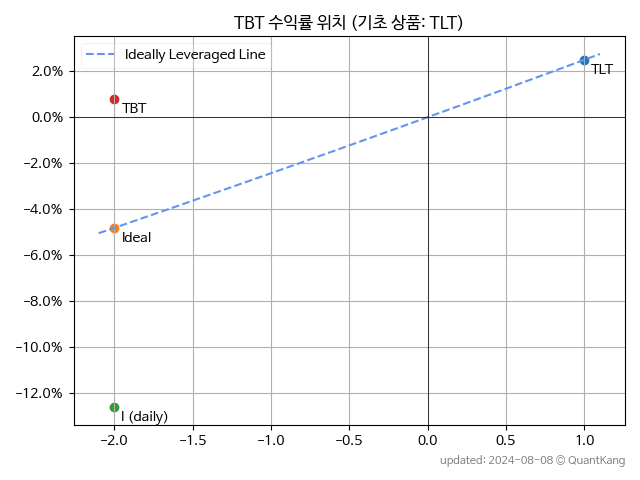 TBT 수익률 위치 (기초 상품: TLT)
Ideally Leveraged Line
2.0%
0.0%
−2.0%
−4.0%
−6.0%
−8.0%
−10.0%
−12.0%
TLT
TBT
Ideal
I (daily)
−2.0 −1.5 −1.0 −0.5 0.0 0.5 1.0
updated: 2024-08-08 © QuantKang